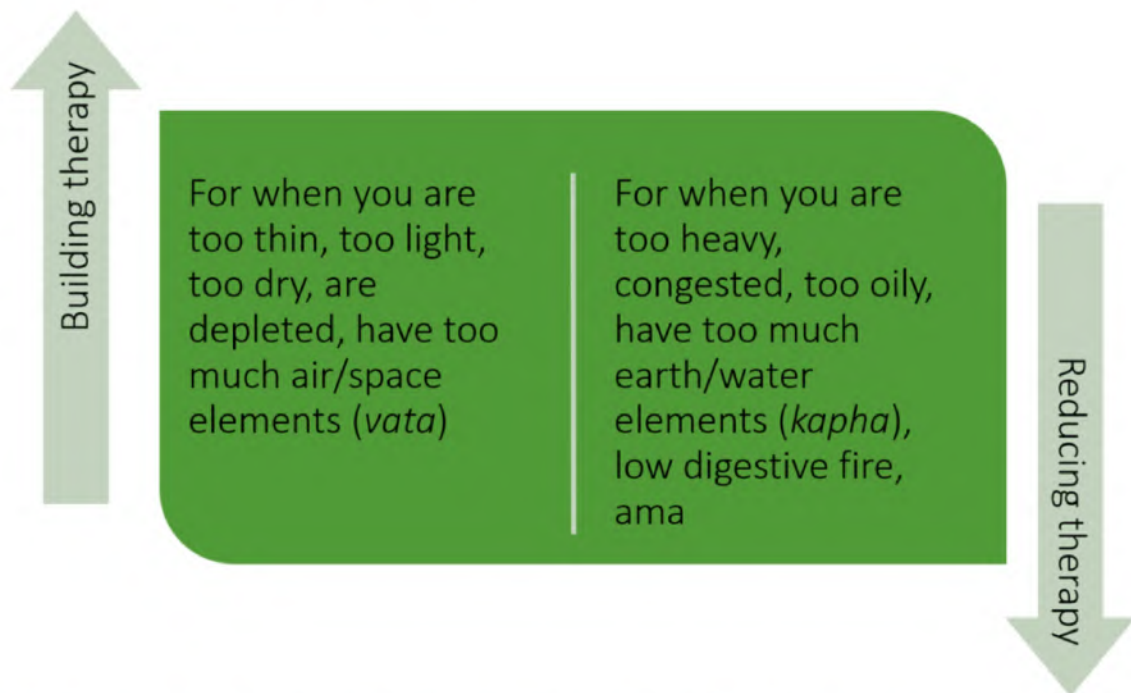 Building therapy
For when you are
too thin, too light,
too dry, are
depleted, have too
much air/space
elements (vata)
For when you are
too heavy,
congested, too oily,
have too much
earth/water
elements (kapha),
low digestive fire,
ama
Reducing therapy